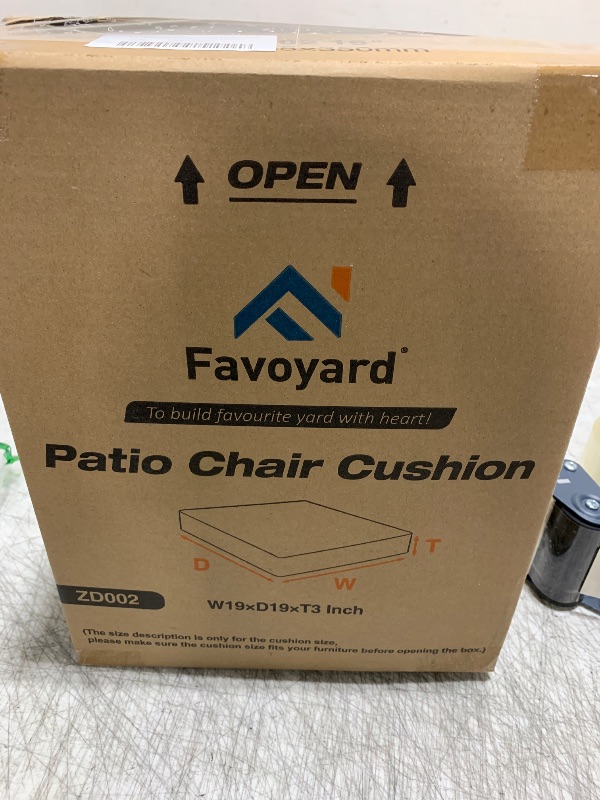 OPEN
Favoyard®
To build favourite yard with heart!
Patio Chair Cushion
T
D
W
ZD002
W19×D19×T3 Inch
(The size description is only for the cushion size,
please make sure the cushion size fits your furniture before opening the box.)